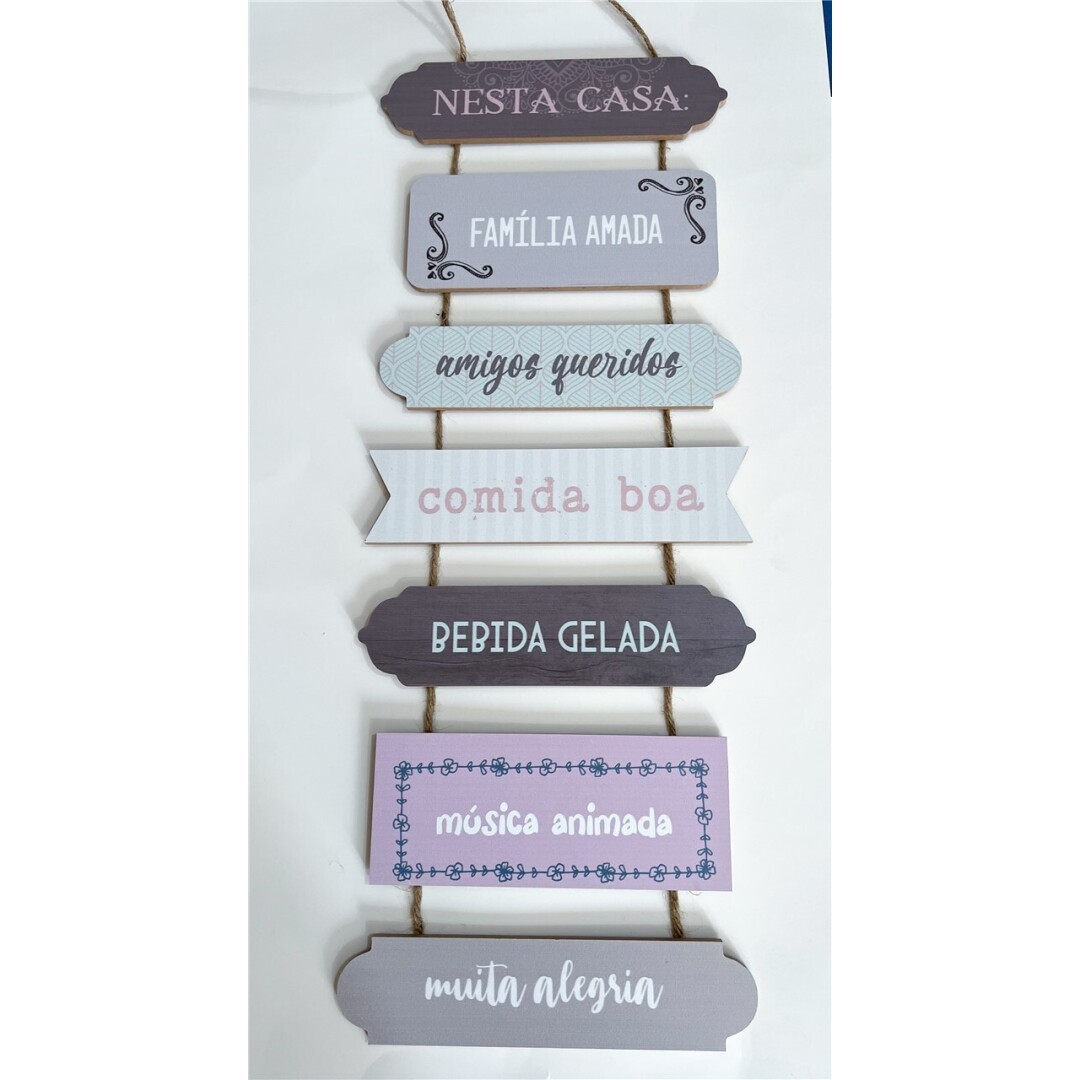 NESTA CASA:
FAMÍLIA AMADA
amigos queridos
comida boa
BEBIDA GELADA
música animada
muita alegria